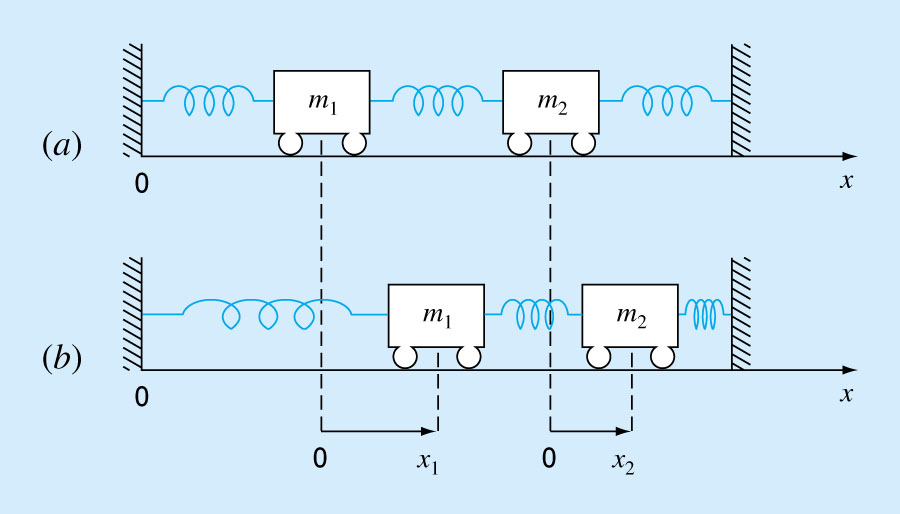 m₁ m₂
(a)
0 x
m₁ m₂
(b)
0 x
0 x₁ 0 x₂